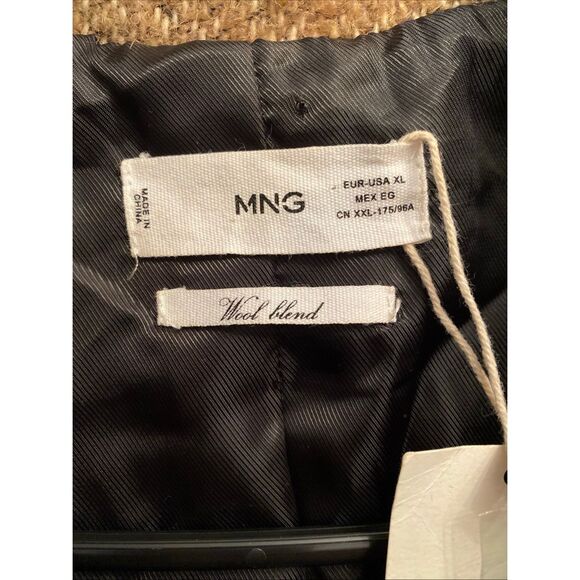 MADE IN
CHINA
MNG
EUR-USA XL
MEX EG
CN XXL-175/96A
Wool blend